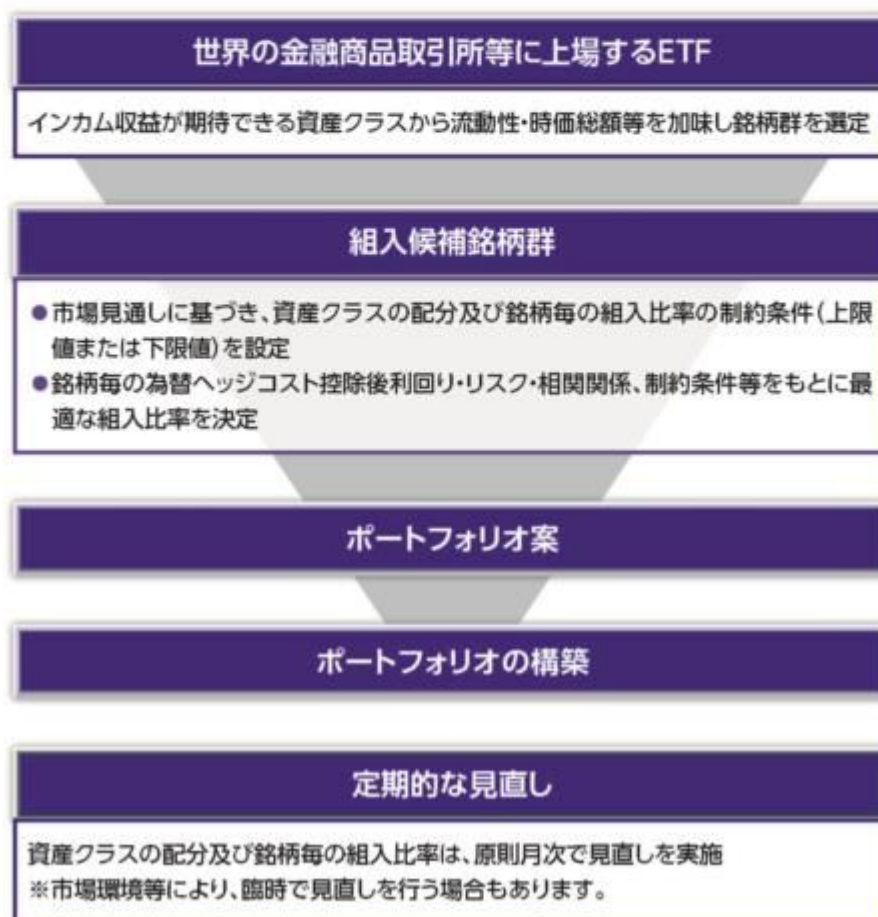 世界の金融商品取引所等に上場するETF
インカム収益が期待できる資産クラスから流動性・時価総額等を加味し銘柄群を選定
組入候補銘柄群
●市場見通しに基づき、資産クラスの配分及び銘柄毎の組入比率の制約条件(上限
値または下限値)を設定
●銘柄毎の為替ヘッジコスト控除後利回り・リスク・相関関係、制約条件等をもとに最
適な組入比率を決定
ポートフォリオ案
ポートフォリオの構築
定期的な見直し
資産クラスの配分及び銘柄毎の組入比率は、原則月次で見直しを実施
※市場環境等により、臨時で見直しを行う場合もあります。